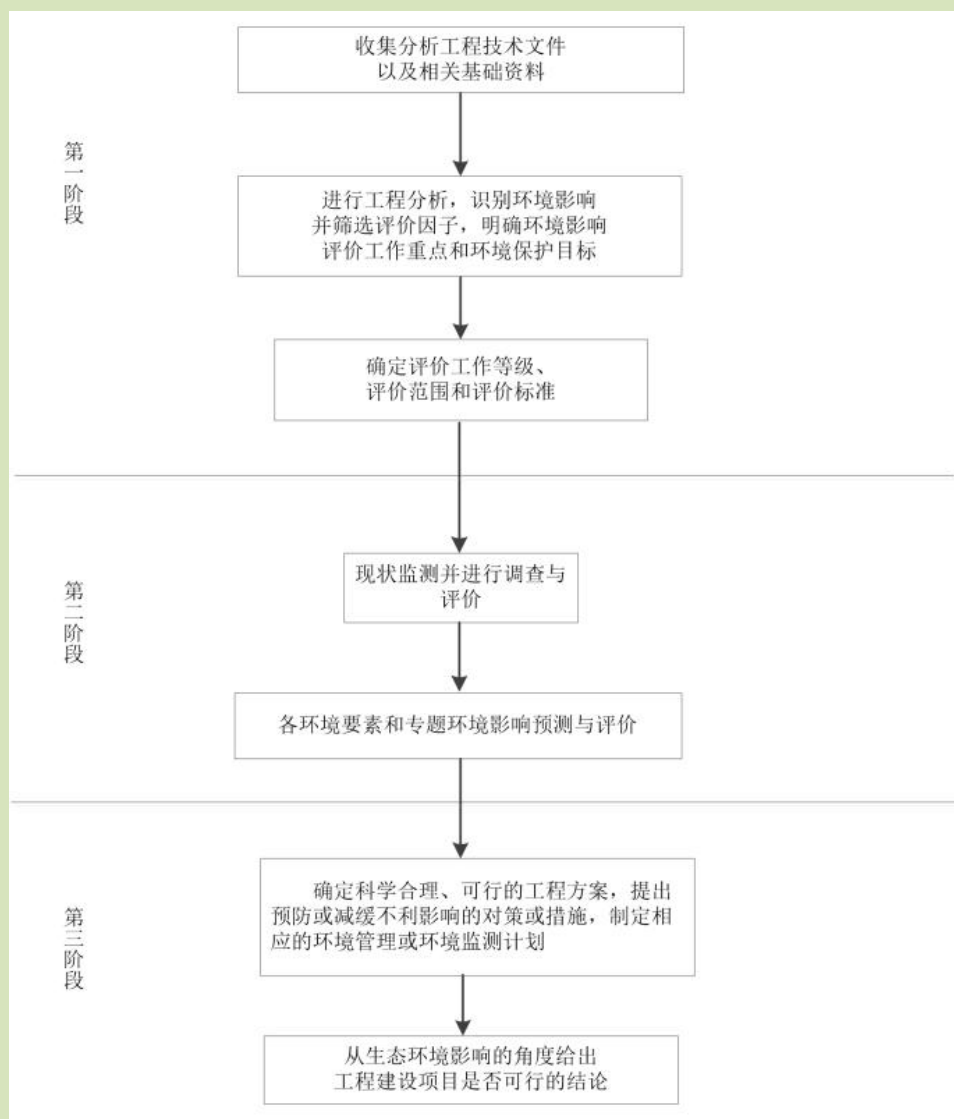 收集分析工程技术文件
以及相关基础资料
第一阶段
进行工程分析，识别环境影响
并筛选评价因子，明确环境影响
评价工作重点和环境保护目标
确定评价工作等级、
评价范围和评价标准
第二阶段
现状监测并进行调查与
评价
各环境要素和专题环境影响预测与评价
第三阶段
确定科学合理、可行的工程方案，提出
预防或减缓不利影响的对策或措施，制定相
应的环境管理或环境监测计划
从生态环境影响的角度给出
工程建设项目是否可行的结论